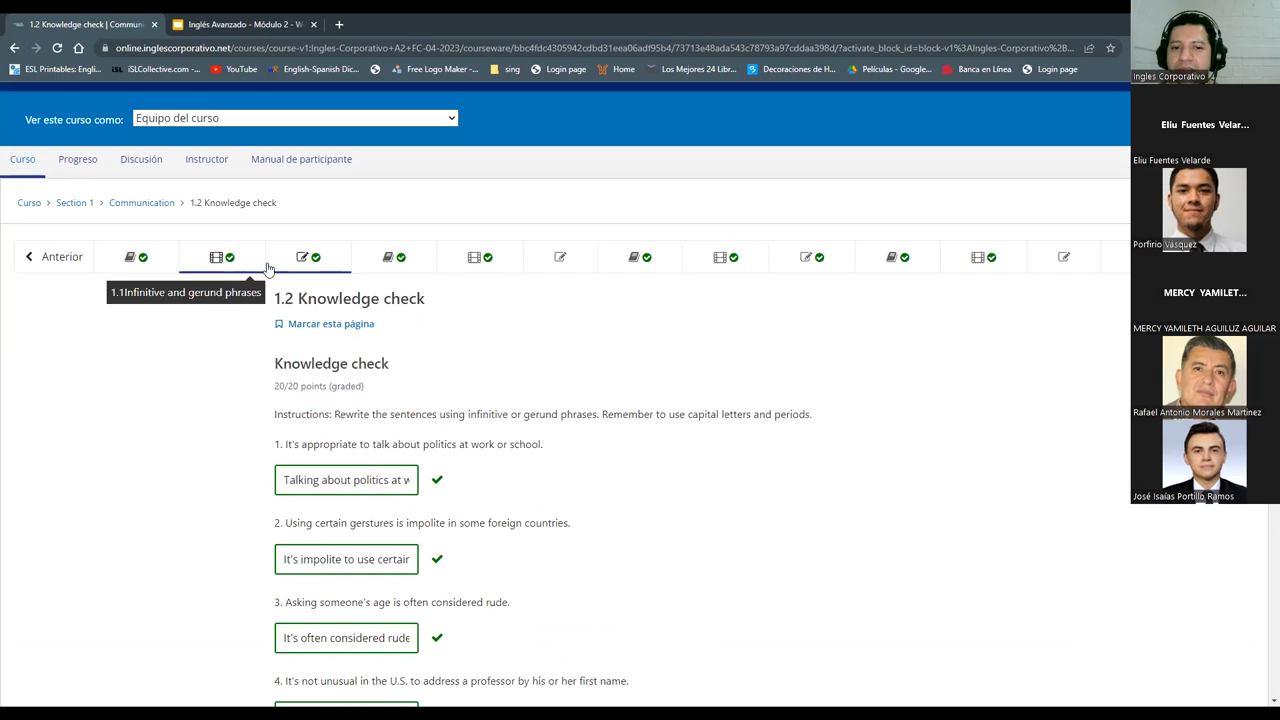 1.2 Knowledge check | Commun
Inglés Avanzado - Módulo 2 - W
online.inglescorporativo.net/courses/course-v1:Ingles-Corporativo+A2+FC-04-2023/courseware/bbc4fdc4305942cdbd31eea06adf95b4/73713e48ada543c78793a97cddaa398d/?activate_block_id=block-v1%3AIngles-Corporativo%2B...
ESL Printables: Engli...
iSLCollective.com -...
YouTube
English-Spanish Dic...
Free Logo Maker -...
sing
Login page
Home
Los Mejores 24 Libr...
Decoraciones de H...
Películas - Google...
Banca en Línea
Login page
Ver este curso como:
Equipo del curso
Curso
Progreso
Discusión
Instructor
Manual de participante
Curso > Section 1 > Communication > 1.2 Knowledge check
Anterior
1.1Infinitive and gerund phrases
1.2 Knowledge check
Marcar esta página
Knowledge check
20/20 points (graded)
Instructions: Rewrite the sentences using infinitive or gerund phrases. Remember to use capital letters and periods.
1. It's appropriate to talk about politics at work or school.
Talking about politics at w
2. Using certain gerstures is impolite in some foreign countries.
It's impolite to use certair
3. Asking someone's age is often considered rude.
It's often considered rude
4. It's not unusual in the U.S. to address a professor by his or her first name.
Ingles Corporativo
Eliu Fuentes Velar...
Eliu Fuentes Velarde
Porfirio Vásquez
MERCY YAMILET...
MERCY YAMILETH AGUILUZ AGUILAR
Rafael Antonio Morales Martinez
José Isaías Portillo Ramos